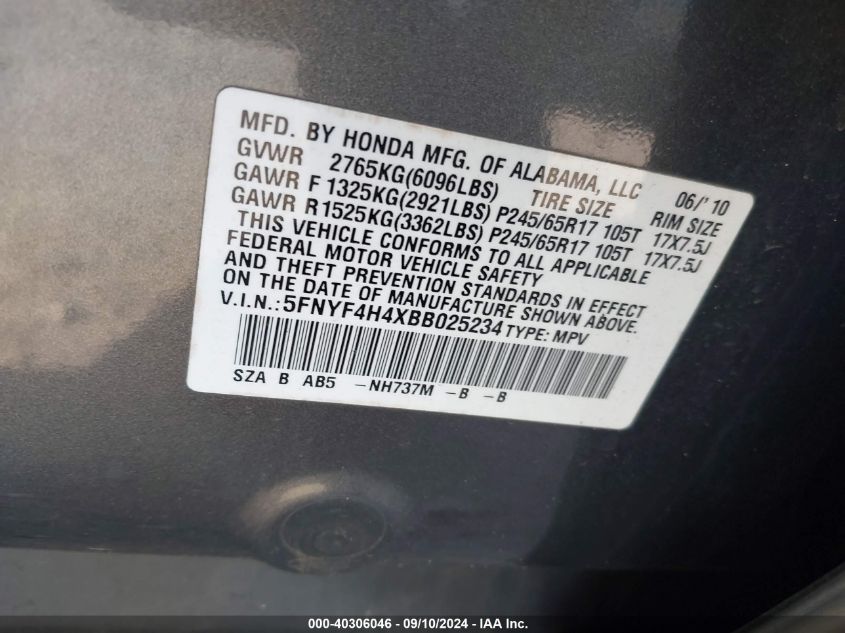 MFD. BY HONDA MFG. OF ALABAMA, LLC 06/'10
GVWR 2765KG(6096LBS) TIRE SIZE RIM SIZE
GAWR F 1325KG(2921LBS) P245/65R17 105T 17X7.5J
GAWR R 1525KG(3362LBS) P245/65R17 105T 17X7.5J
THIS VEHICLE CONFORMS TO ALL APPLICABLE
FEDERAL MOTOR VEHICLE SAFETY
AND THEFT PREVENTION STANDARDS IN EFFECT
ON THE DATE OF MANUFACTURE SHOWN ABOVE.
V.I.N.: 5FNYF4H4XBB025234 TYPE: MPV
SZA B AB5 -NH737M -B -B
000-40306046 - 09/10/2024 - IAA Inc.